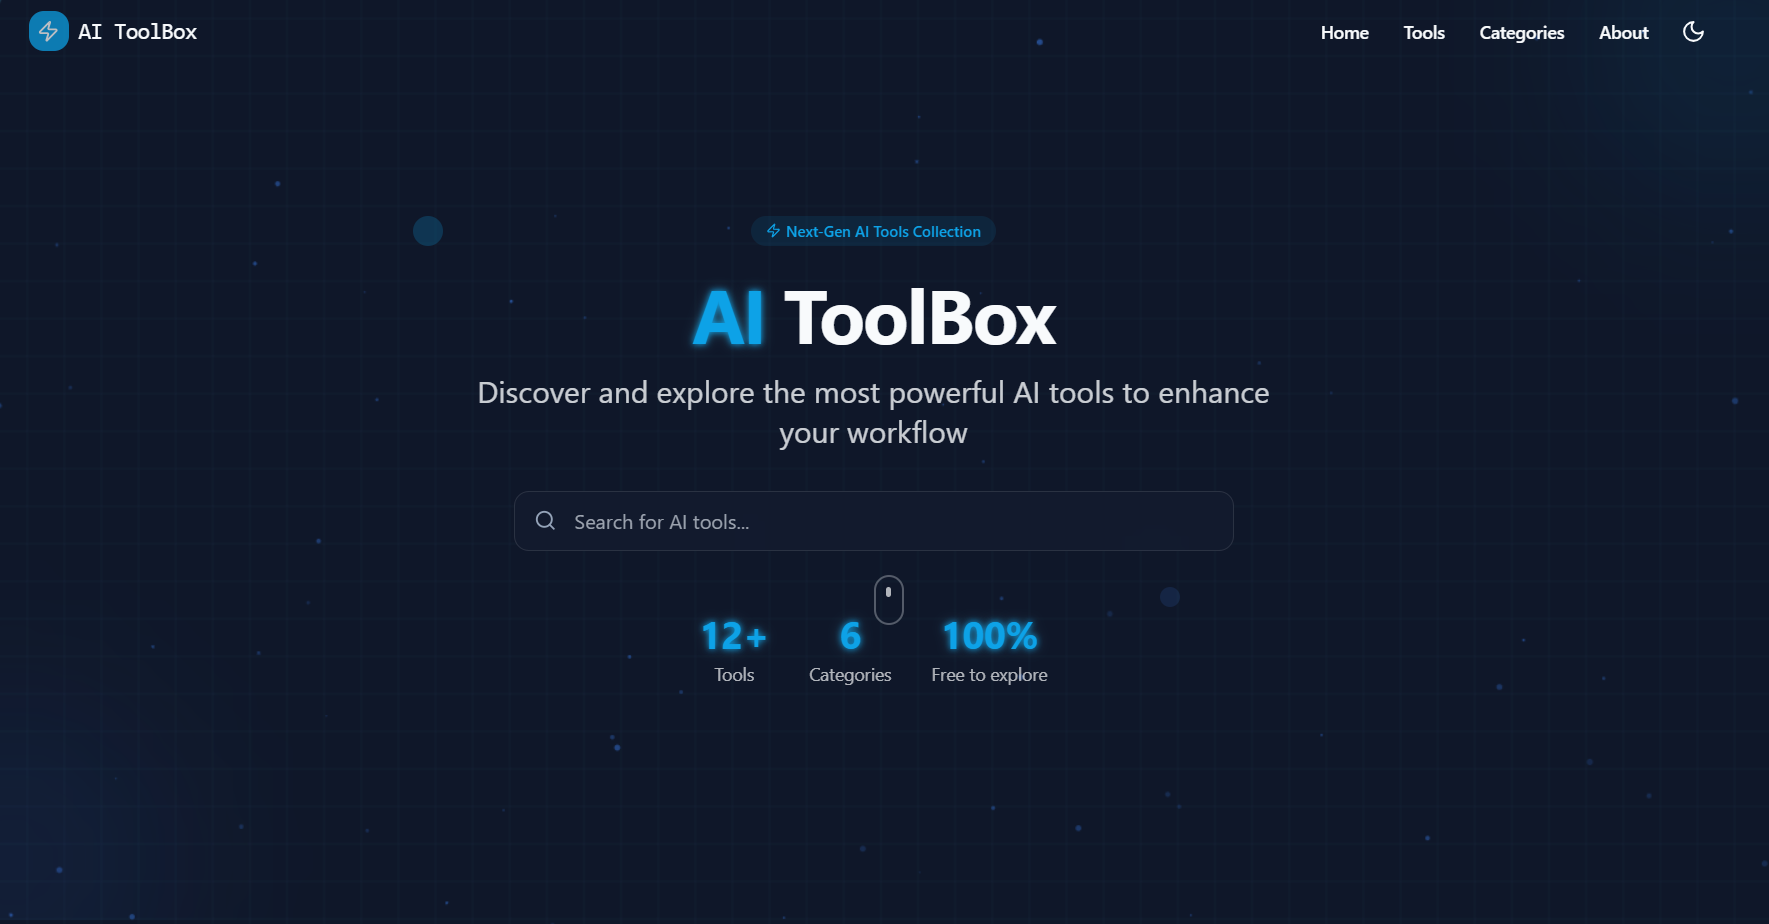 AI ToolBox
Home
Tools
Categories
About
Next-Gen AI Tools Collection
AI ToolBox
Discover and explore the most powerful AI tools to enhance
your workflow
Search for AI tools...
12+
Tools
6
Categories
100%
Free to explore